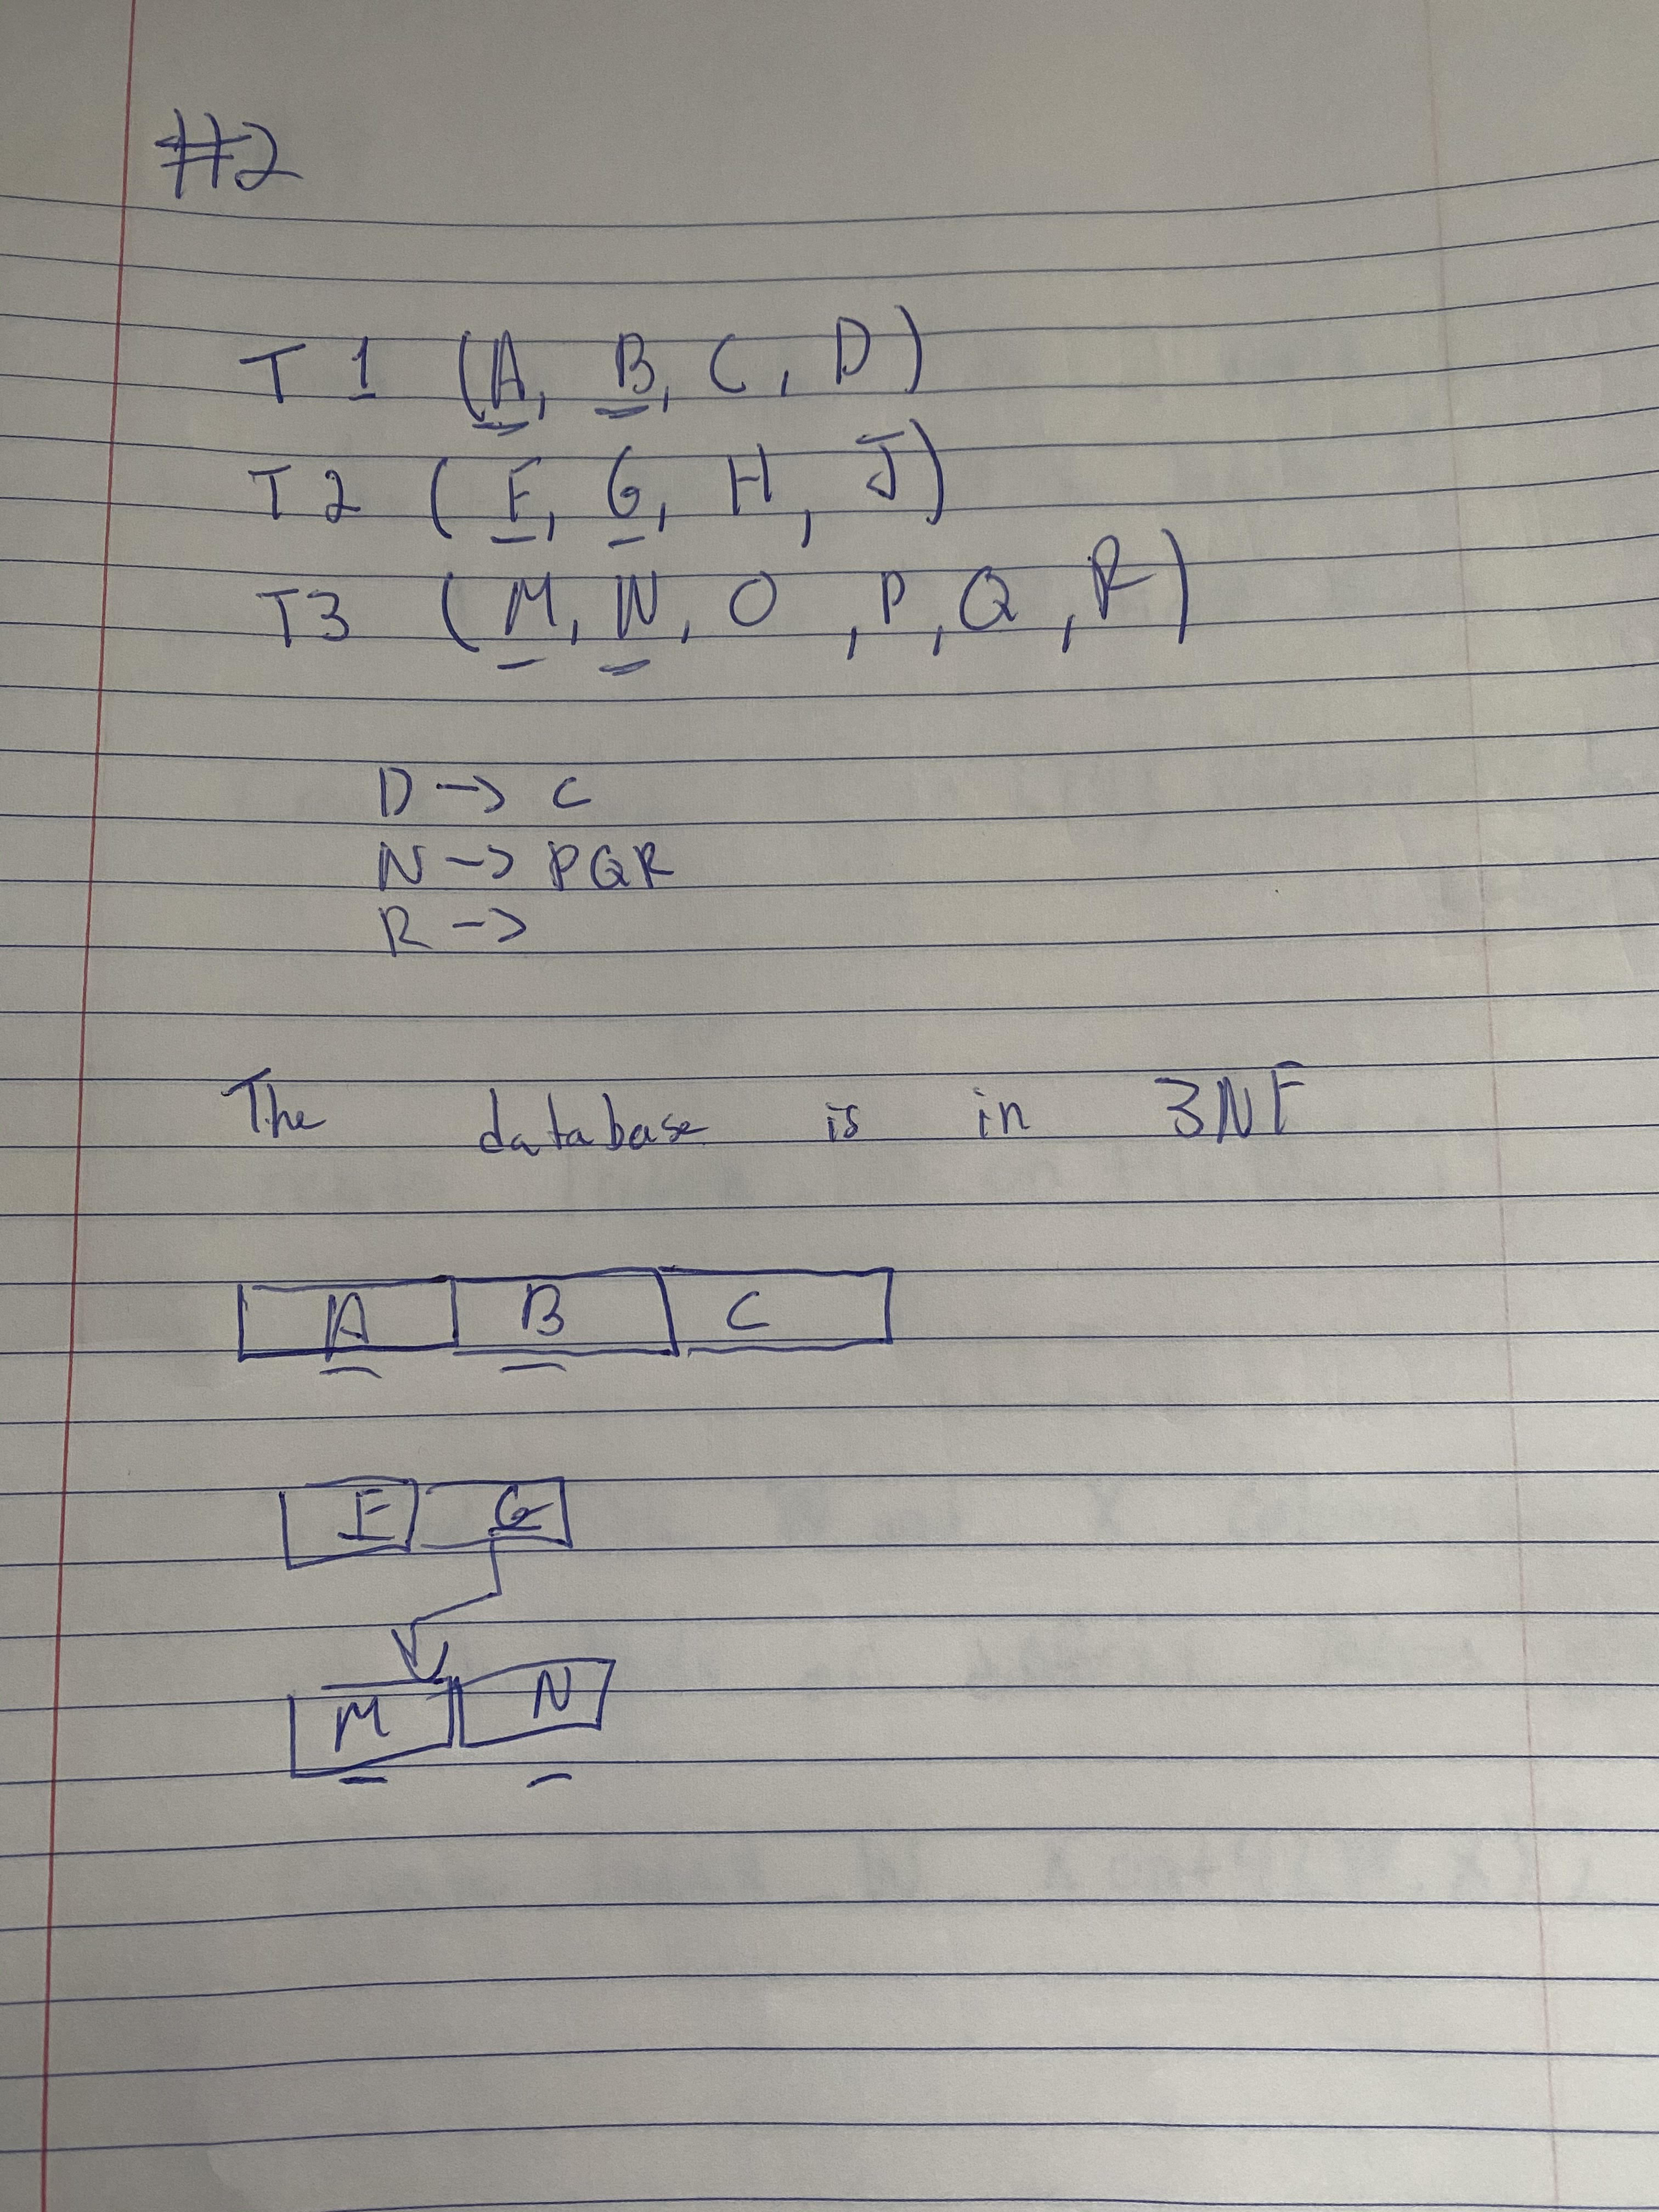 #2
T1 (A, B, C, D)
T2 (F, G, H, J)
T3 (M, N, O, P, Q, R)
D -> C
N -> PQR
R ->
The database is in 3NF
A B C
F G
M N